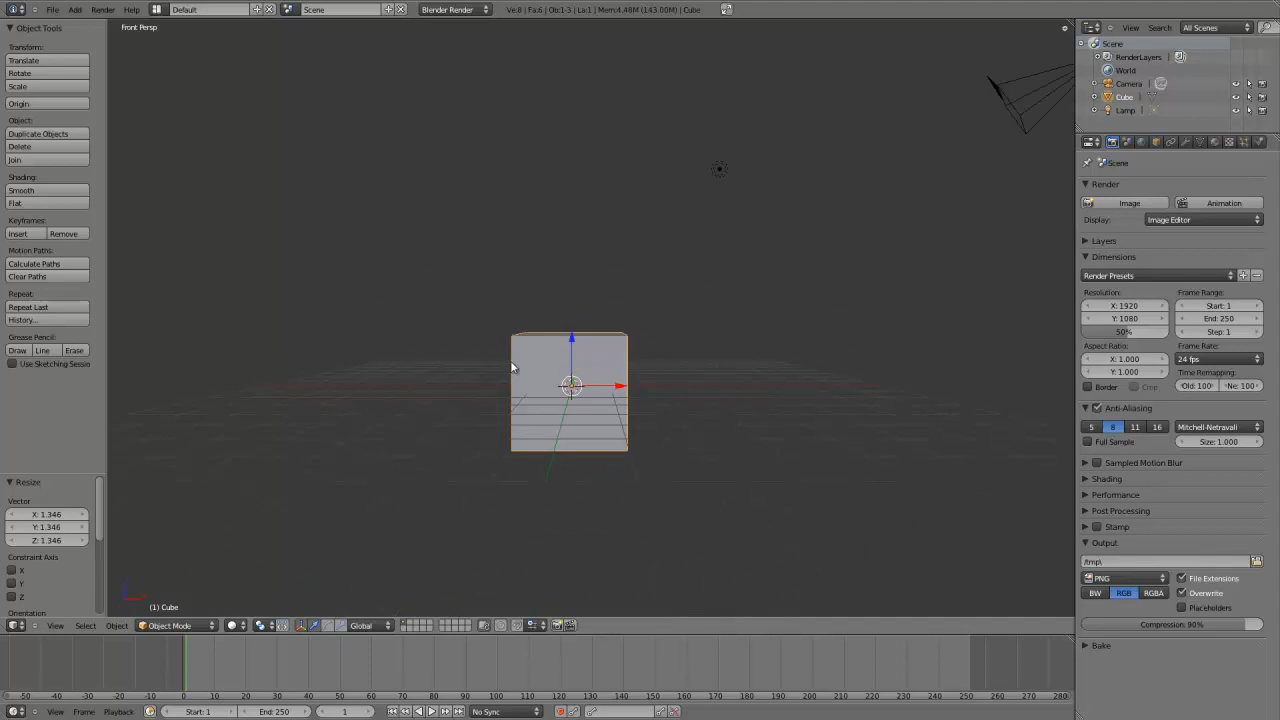 File Add Render Help Default Scene Blender Render Ve:8 | Fa:6 | Ob:1-3 | La:1 | Mem:4.48M (143.00M) | Cube
Object Tools
Transform:
Translate
Rotate
Scale
Origin
Object:
Duplicate Objects
Delete
Join
Shading:
Smooth
Flat
Keyframes:
Insert Remove
Motion Paths:
Calculate Paths
Clear Paths
Repeat:
Repeat Last
History...
Grease Pencil:
Draw Line Erase
Use Sketching Sessio
Resize
Vector
X: 1.346
Y: 1.346
Z: 1.346
Constraint Axis
X
Y
Z
Orientation
Front Persp
(1) Cube
View Select Object Object Mode Global
-50 -40 -30 -20 -10 0 10 20 30 40 50 60 70 80 90 100 110 120 130 140 150 160 170 180 190 200 210 220 230 240 250 260 270 280
View Frame Playback Start: 1 End: 250 1 No Sync
View Search All Scenes
Scene
RenderLayers
World
Camera
Cube
Lamp
Scene
Render
Image Animation
Display: Image Editor
Layers
Dimensions
Render Presets
Resolution: Frame Range:
X: 1920 Start: 1
Y: 1080 End: 250
50% Step: 1
Aspect Ratio: Frame Rate:
X: 1.000 24 fps
Y: 1.000 Time Remapping:
Border Crop Old: 100 Ne: 100
Anti-Aliasing
5 8 11 16 Mitchell-Netravali
Full Sample Size: 1.000
Sampled Motion Blur
Shading
Performance
Post Processing
Stamp
Output
/tmp\
PNG File Extensions
BW RGB RGBA Overwrite
Placeholders
Compression: 90%
Bake